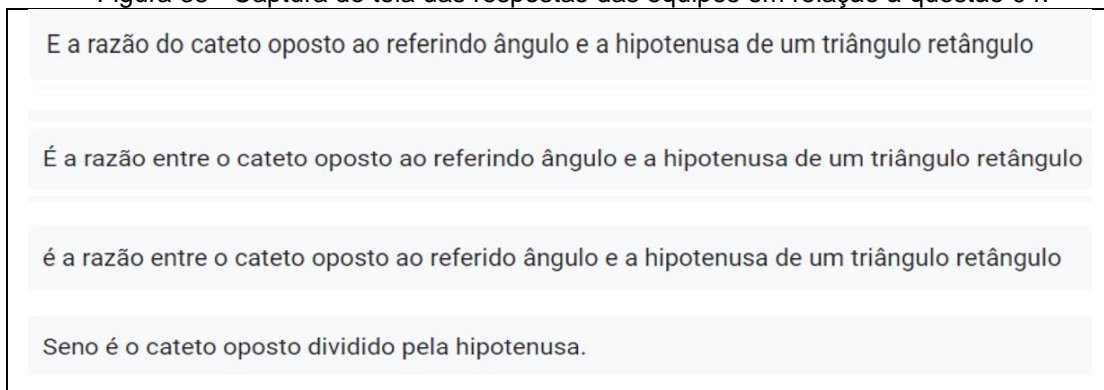 E a razão do cateto oposto ao referindo ângulo e a hipotenusa de um triângulo retângulo
É a razão entre o cateto oposto ao referindo ângulo e a hipotenusa de um triângulo retângulo
é a razão entre o cateto oposto ao referido ângulo e a hipotenusa de um triângulo retângulo
Seno é o cateto oposto dividido pela hipotenusa.